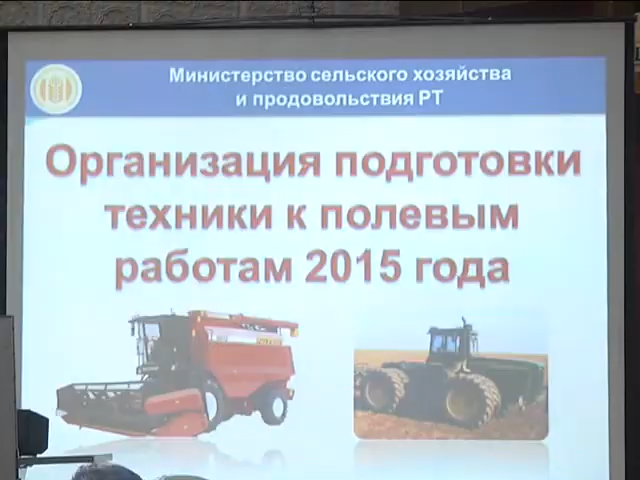 Министерство сельского хозяйства
и продовольствия РТ
Организация подготовки
техники к полевым
работам 2015 года